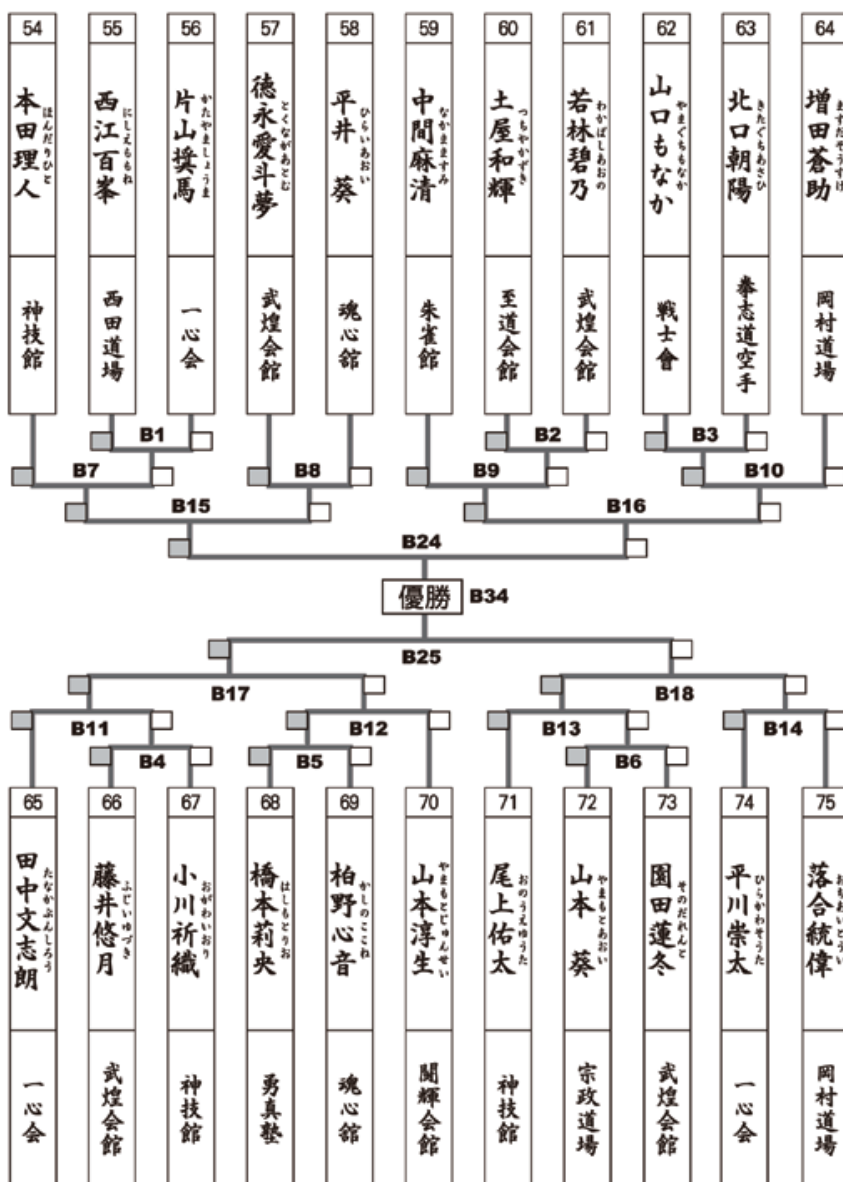 54 55 56 57 58 59 60 61 62 63 64
ほんだりひと
本田理人
神技館
にしえももね
西江百峯
西田道場
かたやましょうま
片山奨馬
一心会
とくながあとむ
徳永愛斗夢
武煌会館
ひらいあおい
平井 葵
魂心舘
なかますみ
中間麻清
朱雀館
つちやかずき
土屋和輝
至道会館
わかばしあおの
若林碧乃
武煌会館
やまぐちもなか
山口もなか
戦士會
きたぐちあさひ
北口朝陽
拳志道空手
ますだそうすけ
増田蒼助
岡村道場
B1 B2 B3
B7 B8 B9 B10
B15 B16
B24
優勝 B34
B25
B17 B18
B11 B12 B13 B14
B4 B5 B6
65 66 67 68 69 70 71 72 73 74 75
たなかぶんしろう
田中文志朗
一心会
ふじいゆづき
藤井悠月
武煌会館
おがわいおり
小川祈織
神技館
はしもとりお
橋本莉央
勇真塾
かしのここね
柏野心音
魂心舘
やまもとじゅんせい
山本淳生
闘輝会館
おのうえゆうた
尾上佑太
神技館
やまもとあおい
山本 葵
宗政道場
そのだれんと
園田蓮冬
武煌会館
ひらかわそうた
平川崇太
一心会
おちあいとうい
落合統偉
岡村道場